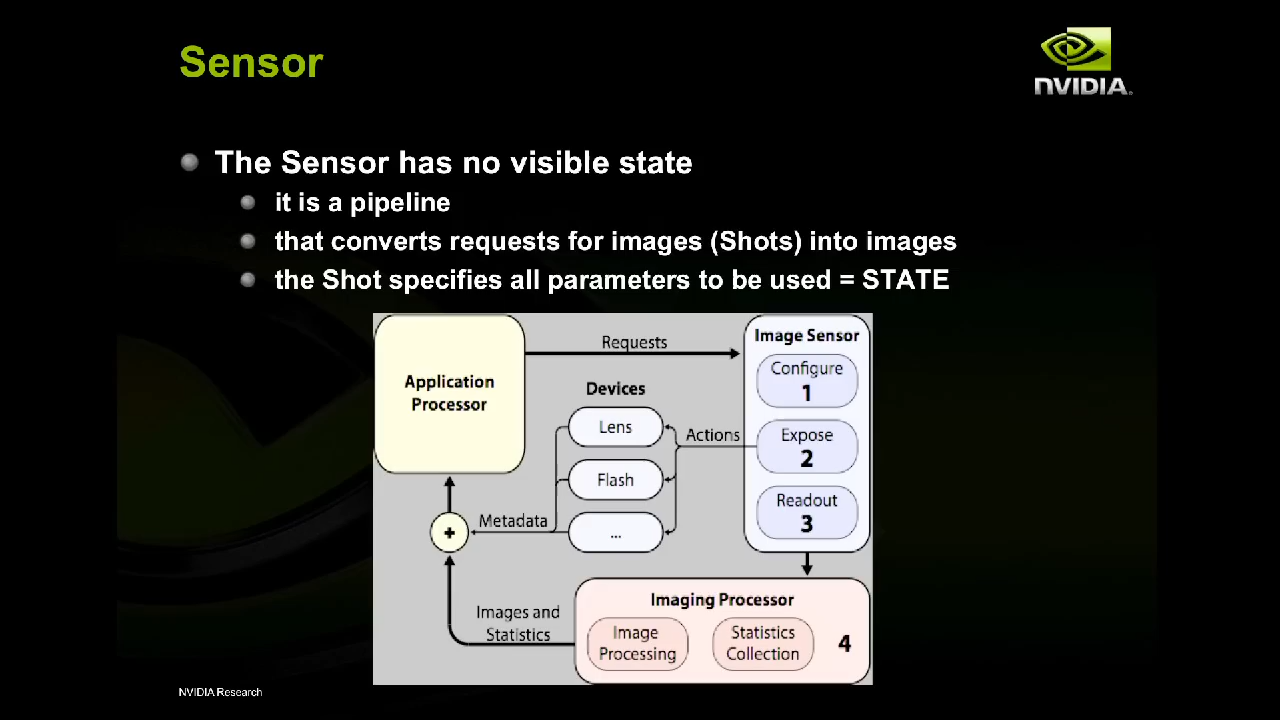 Sensor
NVIDIA
The Sensor has no visible state
it is a pipeline
that converts requests for images (Shots) into images
the Shot specifies all parameters to be used = STATE
Application
Processor
Requests
Image Sensor
Configure
1
Expose
2
Readout
3
Devices
Lens
Flash
...
Actions
Metadata
+
Images and
Statistics
Imaging Processor
Image
Processing
Statistics
Collection
4
NVIDIA Research